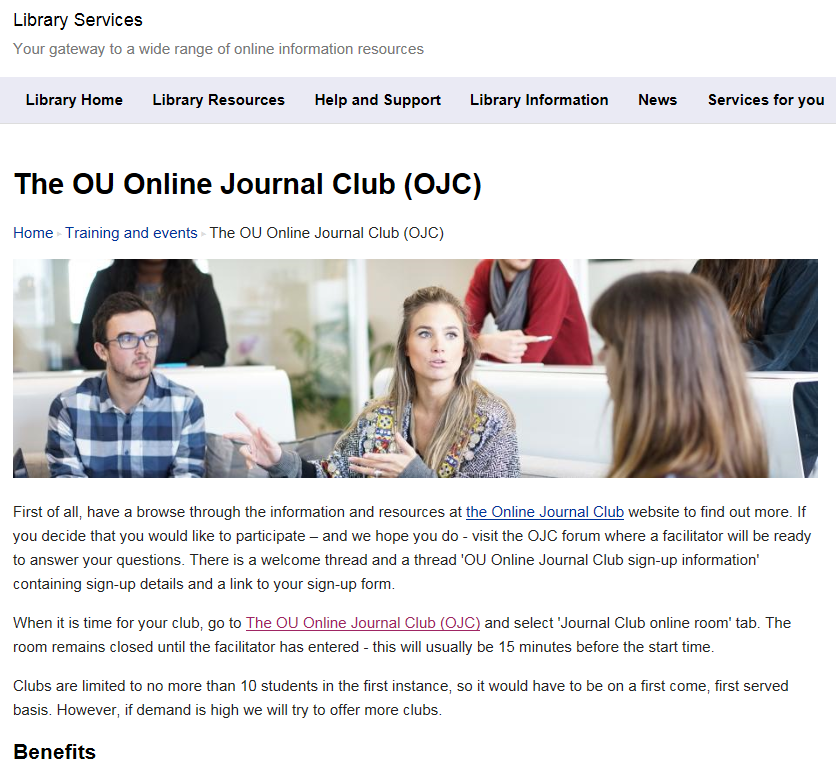 Library Services
Your gateway to a wide range of online information resources
Library Home Library Resources Help and Support Library Information News Services for you
The OU Online Journal Club (OJC)
Home ▸ Training and events ▸ The OU Online Journal Club (OJC)
First of all, have a browse through the information and resources at the Online Journal Club website to find out more. If
you decide that you would like to participate – and we hope you do - visit the OJC forum where a facilitator will be ready
to answer your questions. There is a welcome thread and a thread 'OU Online Journal Club sign-up information'
containing sign-up details and a link to your sign-up form.
When it is time for your club, go to The OU Online Journal Club (OJC) and select 'Journal Club online room' tab. The
room remains closed until the facilitator has entered - this will usually be 15 minutes before the start time.
Clubs are limited to no more than 10 students in the first instance, so it would have to be on a first come, first served
basis. However, if demand is high we will try to offer more clubs.
Benefits